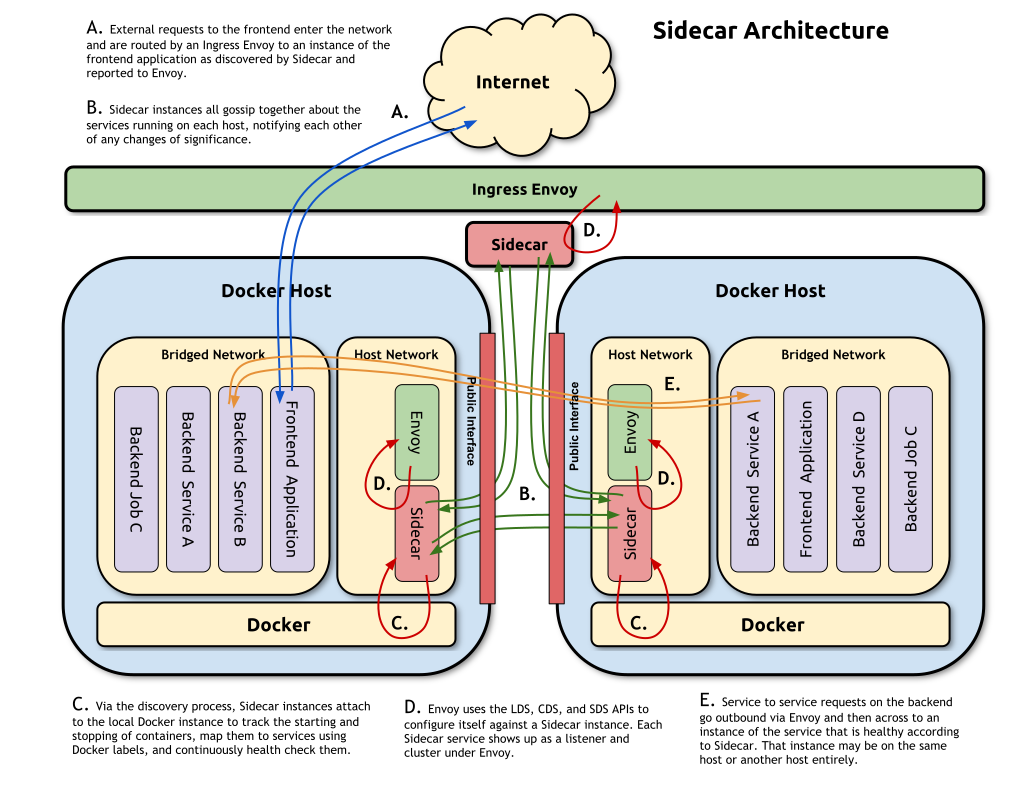 Sidecar Architecture
A. External requests to the frontend enter the network
and are routed by an Ingress Envoy to an instance of the
frontend application as discovered by Sidecar and
reported to Envoy.
B. Sidecar instances all gossip together about the
services running on each host, notifying each other
of any changes of significance.
Internet
A.
Ingress Envoy
Sidecar
D.
Docker Host
Docker Host
Bridged Network
Host Network
Host Network
Bridged Network
E.
Backend Job C
Backend Service A
Backend Service B
Frontend Application
Envoy
D.
Sidecar
C.
Public Interface
B.
Public Interface
Envoy
D.
Sidecar
C.
Backend Service A
Frontend Application
Backend Service D
Backend Job C
Docker
Docker
C. Via the discovery process, Sidecar instances attach
to the local Docker instance to track the starting and
stopping of containers, map them to services using
Docker labels, and continuously health check them.
D. Envoy uses the LDS, CDS, and SDS APIs to
configure itself against a Sidecar instance. Each
Sidecar service shows up as a listener and
cluster under Envoy.
E. Service to service requests on the backend
go outbound via Envoy and then across to an
instance of the service that is healthy according
to Sidecar. That instance may be on the same
host or another host entirely.